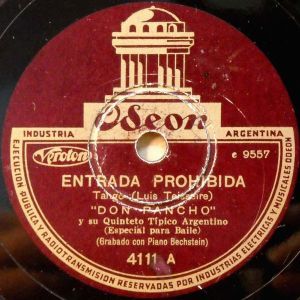 Odeon
INDUSTRIA ARGENTINA
Veroton
e 9557
ENTRADA PROHIBIDA
Tango (Luis Teisseire)
"DON PANCHO"
y su Quinteto Típico Argentino
(Especial para Baile)
(Grabado con Piano Bechstein)
4111 A
EJECUCION PUBLICA Y RADIOTRANSMISION RESERVADAS POR INDUSTRIAS ELECTRICAS Y MUSICALES ODEON